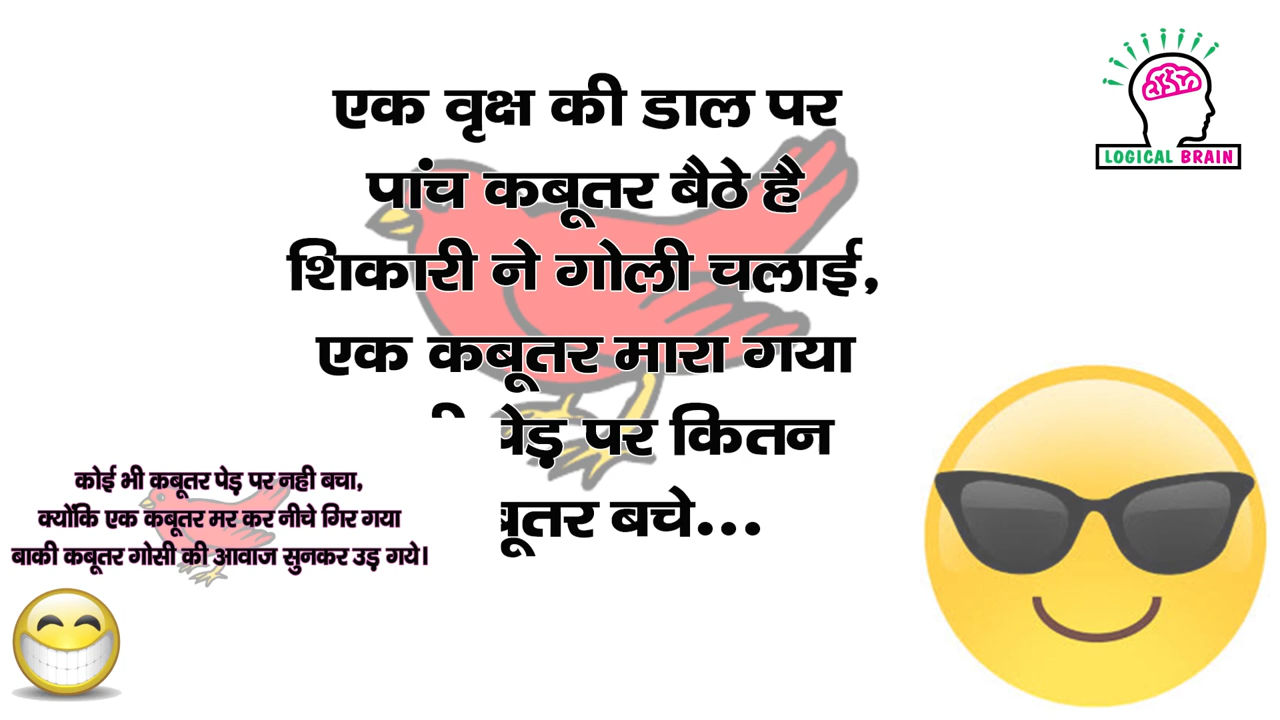 एक वृक्ष की डाल पर
पांच कबूतर बैठे है
शिकारी ने गोली चलाई,
एक कबूतर मारा गया
पेड़ पर कितन
बूतर बचे...
कोई भी कबूतर पेड़ पर नही बचा,
क्योंकि एक कबूतर मर कर नीचे गिर गया
बाकी कबूतर गोसी की आवाज सुनकर उड़ गये।
LOGICAL BRAIN